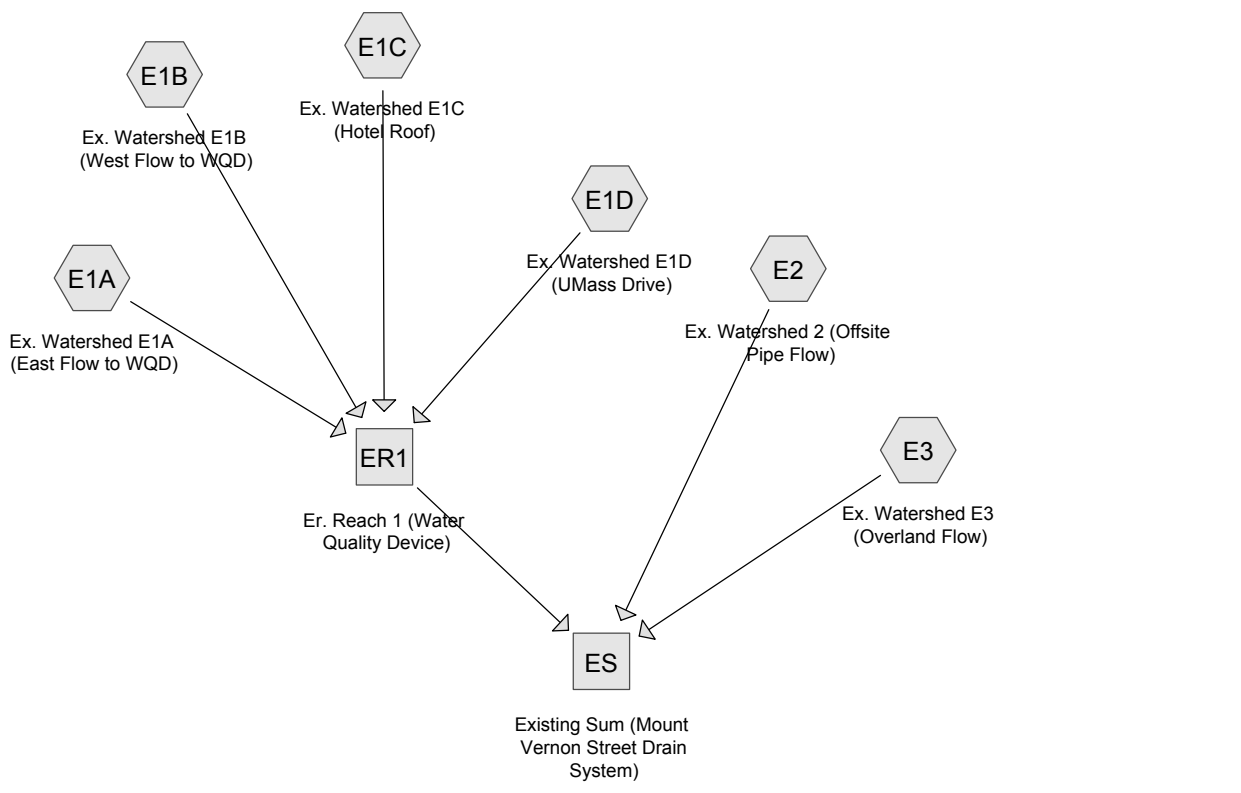 E1C
Ex. Watershed E1C
(Hotel Roof)
E1B
Ex. Watershed E1B
(West Flow to WQD)
E1D
Ex. Watershed E1D
(UMass Drive)
E2
Ex. Watershed 2 (Offsite
Pipe Flow)
E1A
Ex. Watershed E1A
(East Flow to WQD)
ER1
Er. Reach 1 (Water
Quality Device)
E3
Ex. Watershed E3
(Overland Flow)
ES
Existing Sum (Mount
Vernon Street Drain
System)